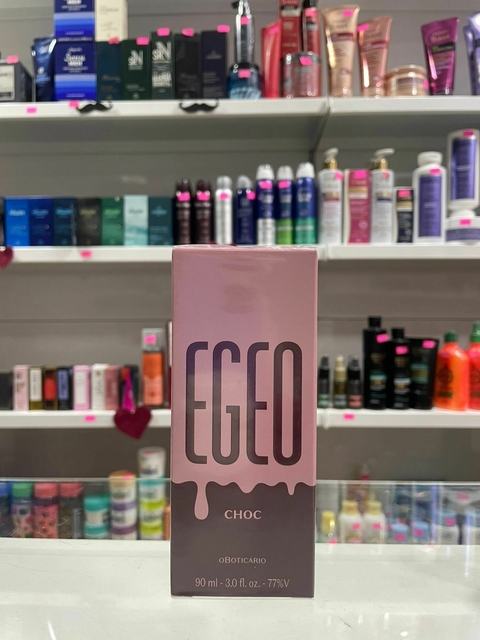 EGEO
CHOC
oBOTICARIO
90 ml - 3.0 fl. oz. - 77%V